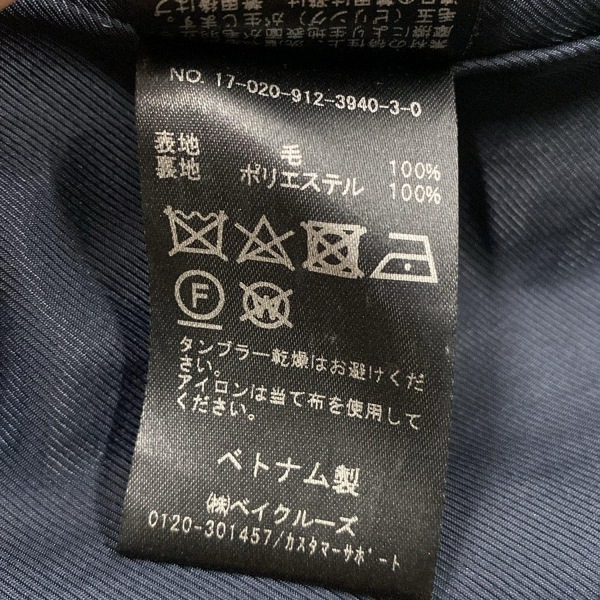 NO. 17-020-912-3940-3-0
表地 毛 100%
裏地 ポリエステル 100%
F
W
タンブラー乾燥はお避けくだ
さい。
アイロンは当て布を使用して
ください。
ベトナム製
㈱ベイクルーズ
0120-301457/カスタマーサポート